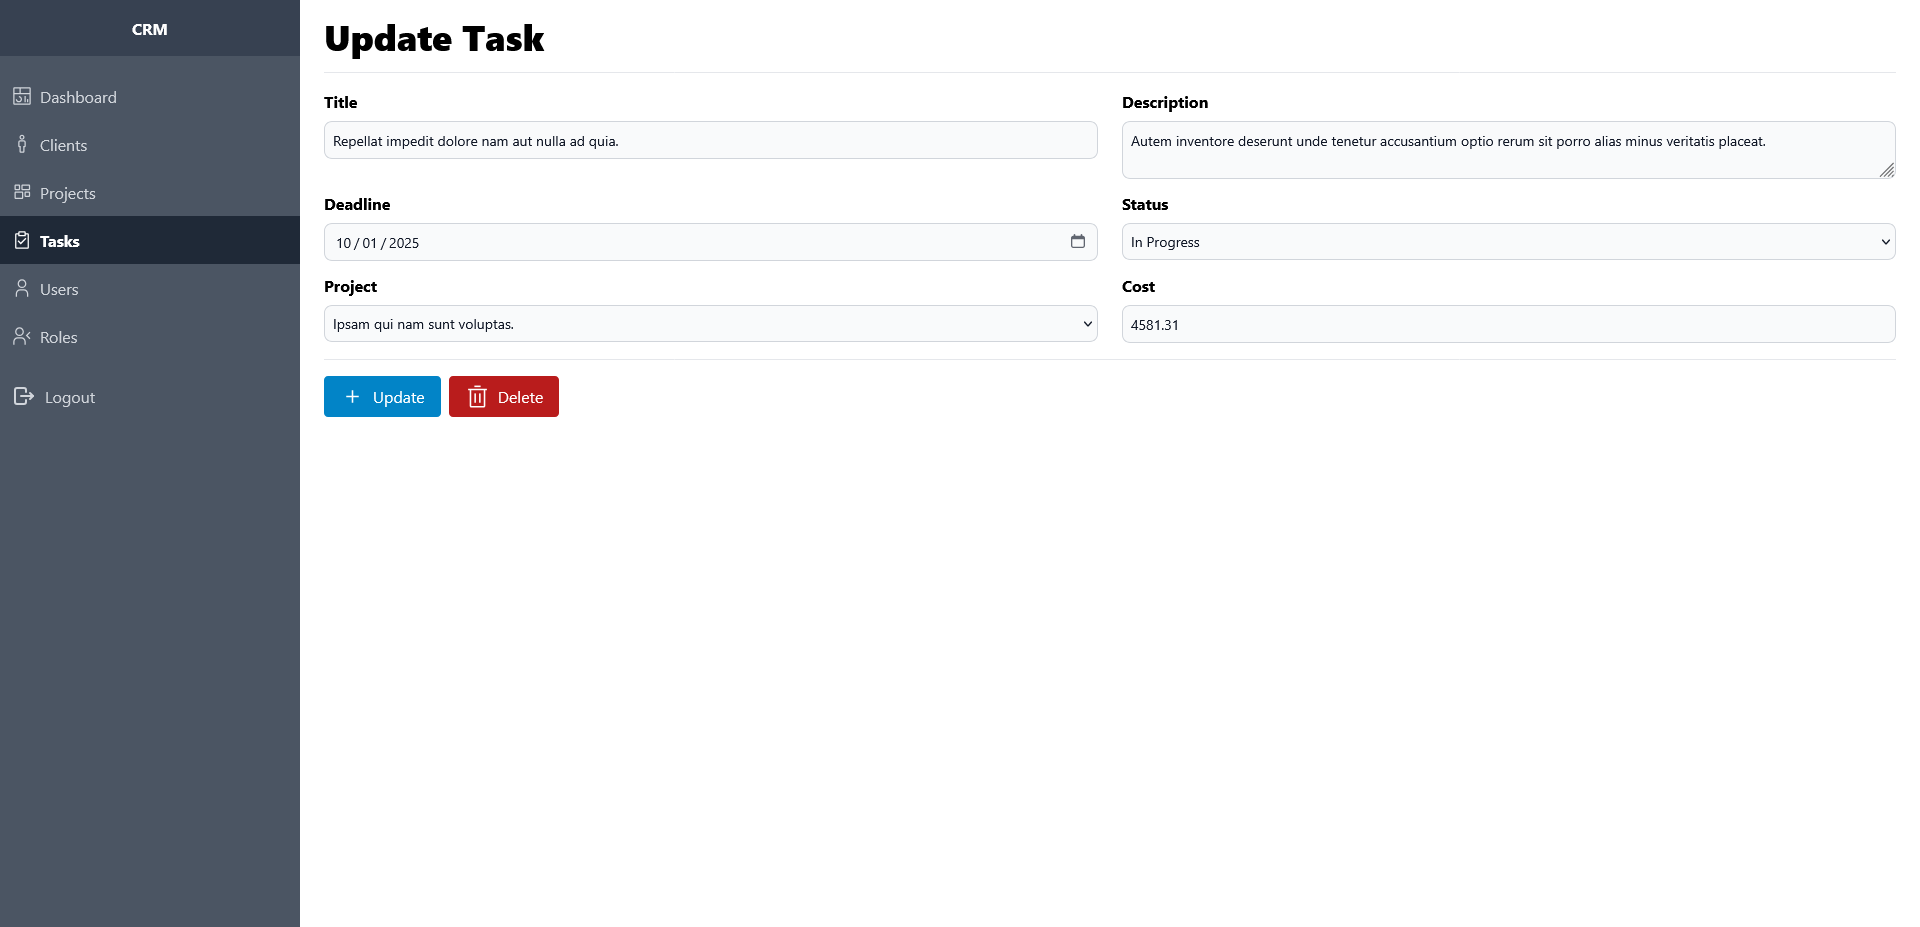 CRM
Dashboard
Clients
Projects
Tasks
Users
Roles
Logout
Update Task
Title
Repellat impedit dolore nam aut nulla ad quia.
Description
Autem inventore deserunt unde tenetur accusantium optio rerum sit porro alias minus veritatis placeat.
Deadline
10 / 01 / 2025
Status
In Progress
Project
Ipsam qui nam sunt voluptas.
Cost
4581.31
Update
Delete